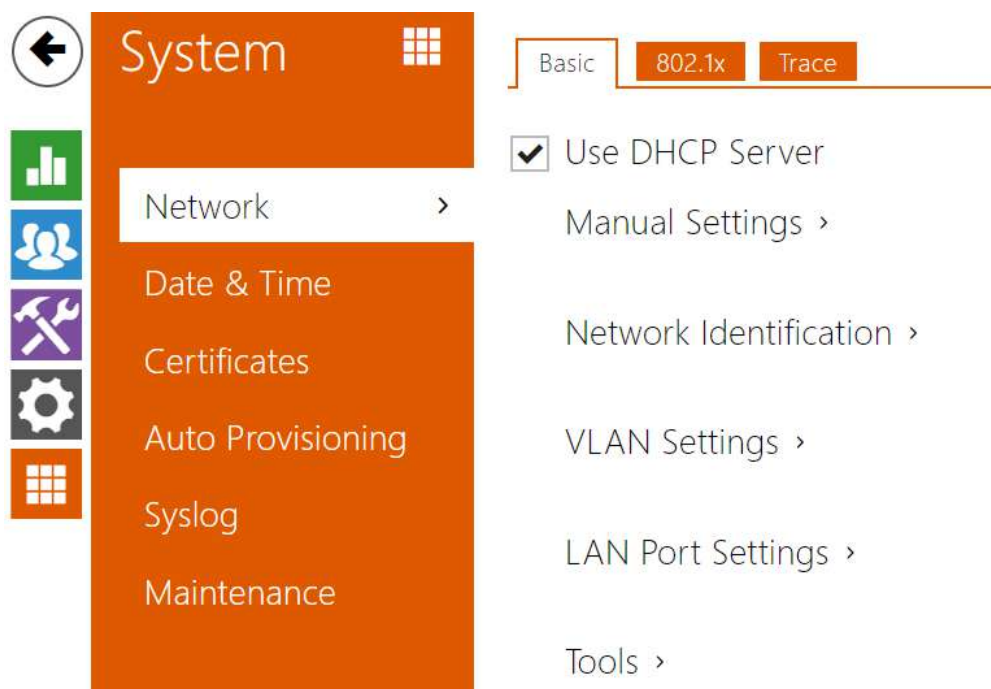 System
Network
Date & Time
Certificates
Auto Provisioning
Syslog
Maintenance
Basic 802.1x Trace
Use DHCP Server
Manual Settings
Network Identification
VLAN Settings
LAN Port Settings
Tools